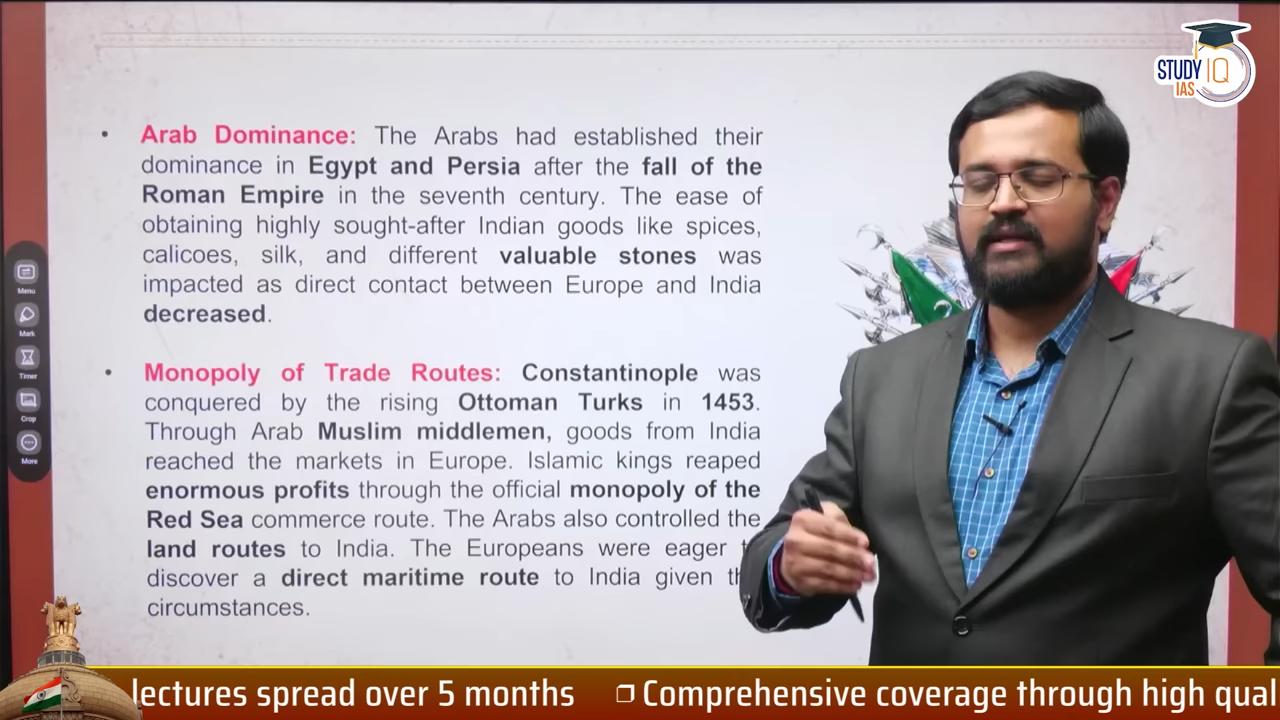 STUDY IQ
IAS
• Arab Dominance: The Arabs had established their
dominance in Egypt and Persia after the fall of the
Roman Empire in the seventh century. The ease of
obtaining highly sought-after Indian goods like spices,
calicoes, silk, and different valuable stones was
impacted as direct contact between Europe and India
decreased.
• Monopoly of Trade Routes: Constantinople was
conquered by the rising Ottoman Turks in 1453.
Through Arab Muslim middlemen, goods from India
reached the markets in Europe. Islamic kings reaped
enormous profits through the official monopoly of the
Red Sea commerce route. The Arabs also controlled the
land routes to India. The Europeans were eager
discover a direct maritime route to India given
circumstances.
Menu
Mark
Timer
Crop
More
lectures spread over 5 months ❐ Comprehensive coverage through high qual